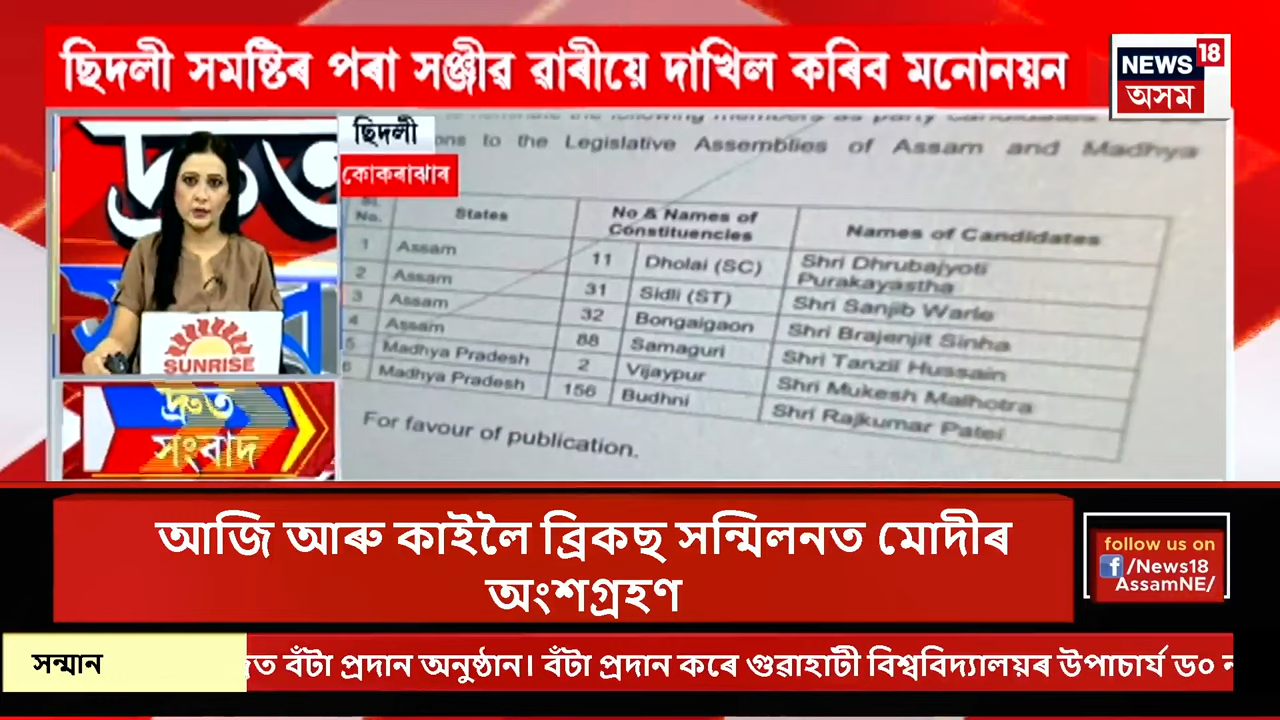 ছিদলী সমষ্টিৰ পৰা সঞ্জীৱ ৱাৰীয়ে দাখিল কৰিব মনোনয়ন
NEWS 18
অসম
ছিদলী
কোকৰাঝাৰ
to the Legislative Assemblies of Assam and Madhya
Sl. No. States No & Names of Constituencies Names of Candidates
1 Assam 11 Dholai (SC) Shri Dhrubajyoti Purakayastha
2 Assam 31 Sidli (ST) Shri Sanjib Warle
3 Assam 32 Bongaigaon Shri Brajenjit Sinha
4 Assam 88 Samaguri Shri Tanzil Hussain
5 Madhya Pradesh 2 Vijaypur Shri Mukesh Malhotra
6 Madhya Pradesh 156 Budhni Shri Rajkumar Patel
For favour of publication.
SUNRISE
দ্ৰুত
সংবাদ
আজি আৰু কাইলৈ ব্ৰিকছ সন্মিলনত মোদীৰ
অংশগ্ৰহণ
follow us on
/News18
AssamNE/
সন্মান
বঁটা প্ৰদান অনুষ্ঠান। বঁটা প্ৰদান কৰে গুৱাহাটী বিশ্ববিদ্যালয়ৰ উপাচাৰ্য ড০